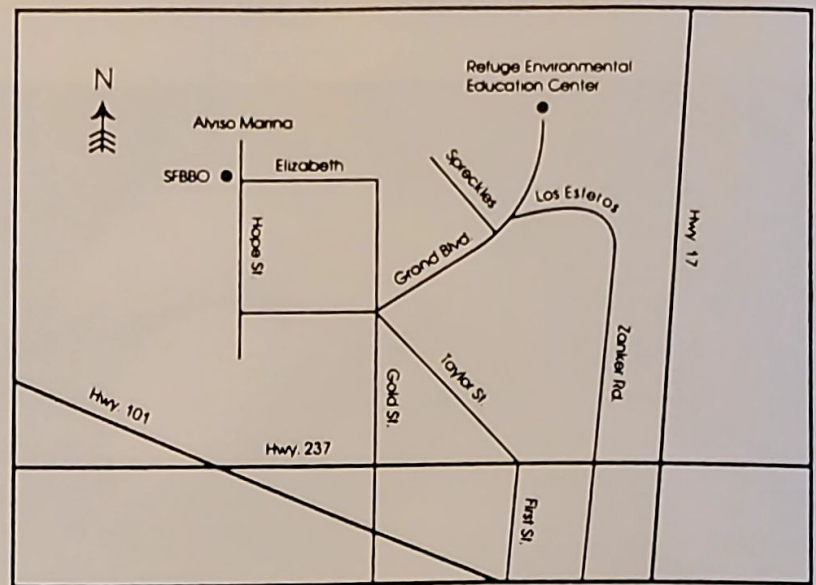 Refuge Environmental
Education Center
N
Alviso Marina
SFBBO
Elizabeth
Spreckles
Los Esteros
Hope St.
Grand Blvd.
Hwy 17
Zanker Rd.
Taylor St.
Gold St.
Hwy. 101
Hwy. 237
First St.